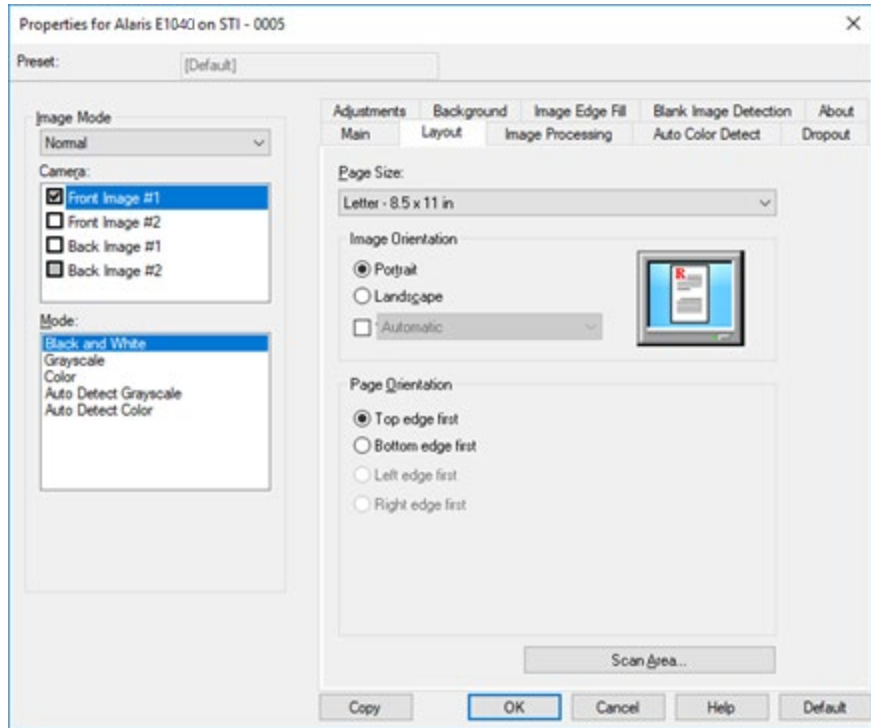 Properties for Alaris E1040 on STI - 0005
Preset:
[Default]
Image Mode
Normal
Camera:
Front Image #1
Front Image #2
Back Image #1
Back Image #2
Mode:
Black and White
Grayscale
Color
Auto Detect Grayscale
Auto Detect Color
Adjustments Background Image Edge Fill Blank Image Detection About
Main Layout Image Processing Auto Color Detect Dropout
Page Size:
Letter - 8.5 x 11 in
Image Orientation
Portrait
Landscape
Automatic
R
Page Orientation
Top edge first
Bottom edge first
Left edge first
Right edge first
Scan Area...
Copy OK Cancel Help Default